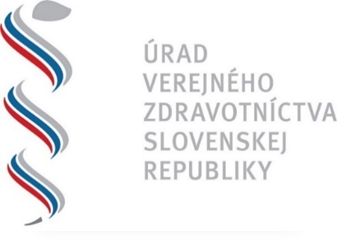 ÚRAD
VEREJNÉHO
ZDRAVOTNÍCTVA
SLOVENSKEJ
REPUBLIKY